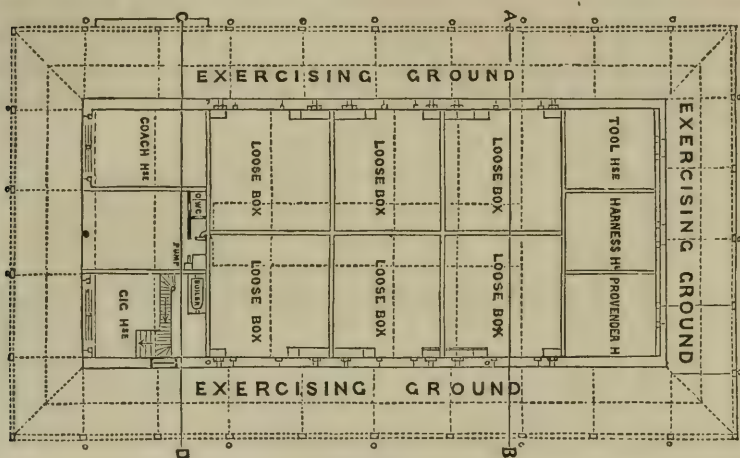 C
A
EXERCISING GROUND
COACH HSE
LOOSE BOX
LOOSE BOX
LOOSE BOX
TOOL HSE
EXERCISING GROUND
WC
HARNESS H
PUMP
BOILER
GIG HSE
LOOSE BOX
LOOSE BOX
LOOSE BOX
PROVENDER H
EXERCISING GROUND
D
B